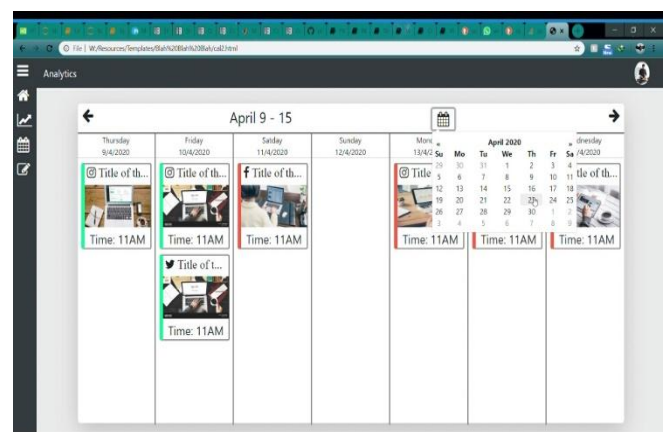 File | W:/Resources/Templates/Blah%20Blah%20Blah/cal2.html
Analytics
April 9 - 15
Thursday
9/4/2020
Friday
10/4/2020
Satday
11/4/2020
Sunday
12/4/2020
Mon
13/4/2
dnesday
/4/2020
« April 2020 »
Su Mo Tu We Th Fr Sa
29 30 31 1 2 3 4
5 6 7 8 9 10 11
12 13 14 15 16 17 18
19 20 21 22 23 24 25
26 27 28 29 30 1 2
3 4 5 6 7 8 9
Title of th...
Time: 11AM
Title of th...
Time: 11AM
Title of t...
Time: 11AM
Title of th...
Time: 11AM
Title
Time: 11AM
Time: 11AM
tle of th...
Time: 11AM